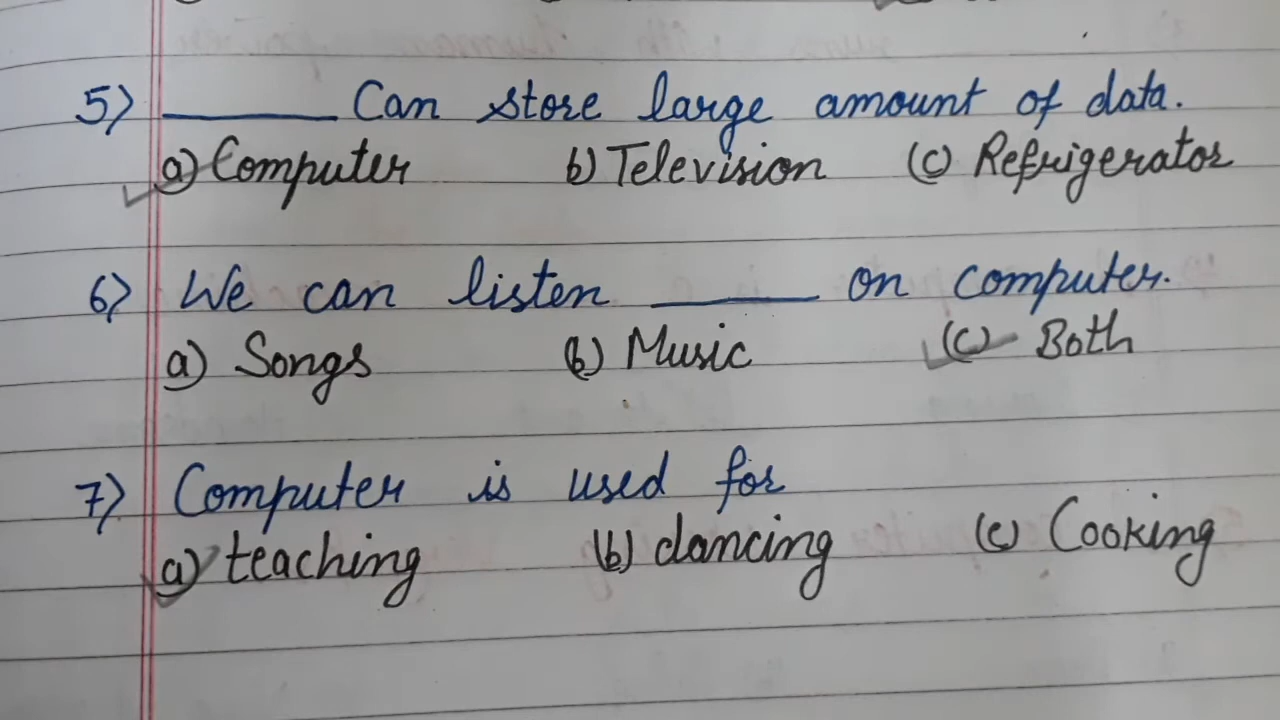 5) ______ Can store large amount of data.
a) Computer b) Television (c) Refrigerator
6) We can listen ______ on computer.
a) Songs (b) Music (c) Both
7) Computer is used for
a) teaching (b) dancing (c) Cooking